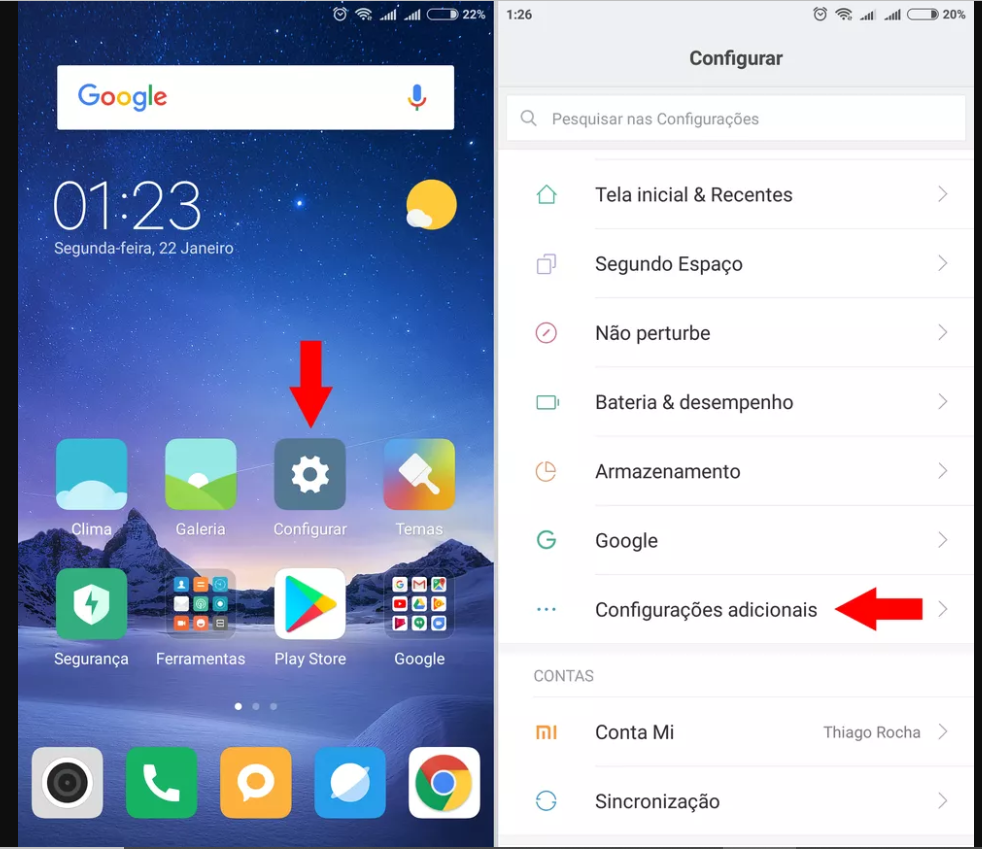 22%
Google
01:23
Segunda-feira, 22 Janeiro
Clima
Galeria
Configurar
Temas
Segurança
Ferramentas
Play Store
Google
1:26
20%
Configurar
Pesquisar nas Configurações
Tela inicial & Recentes
Segundo Espaço
Não perturbe
Bateria & desempenho
Armazenamento
Google
Configurações adicionais
CONTAS
Conta Mi
Thiago Rocha
Sincronização